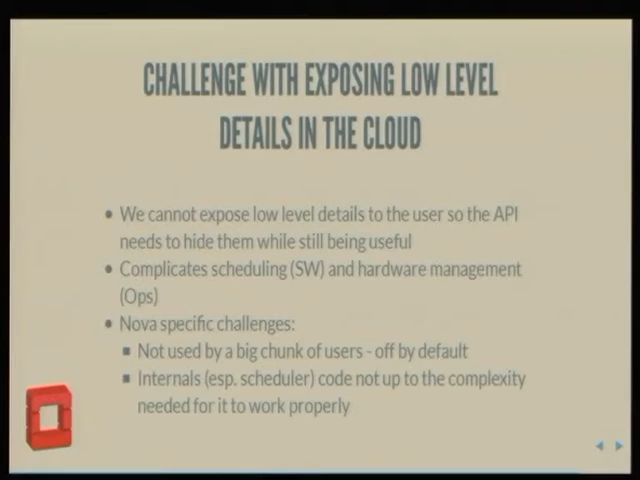 CHALLENGE WITH EXPOSING LOW LEVEL
DETAILS IN THE CLOUD
We cannot expose low level details to the user so the API
needs to hide them while still being useful
Complicates scheduling (SW) and hardware management
(Ops)
Nova specific challenges:
Not used by a big chunk of users - off by default
Internals (esp. scheduler) code not up to the complexity
needed for it to work properly